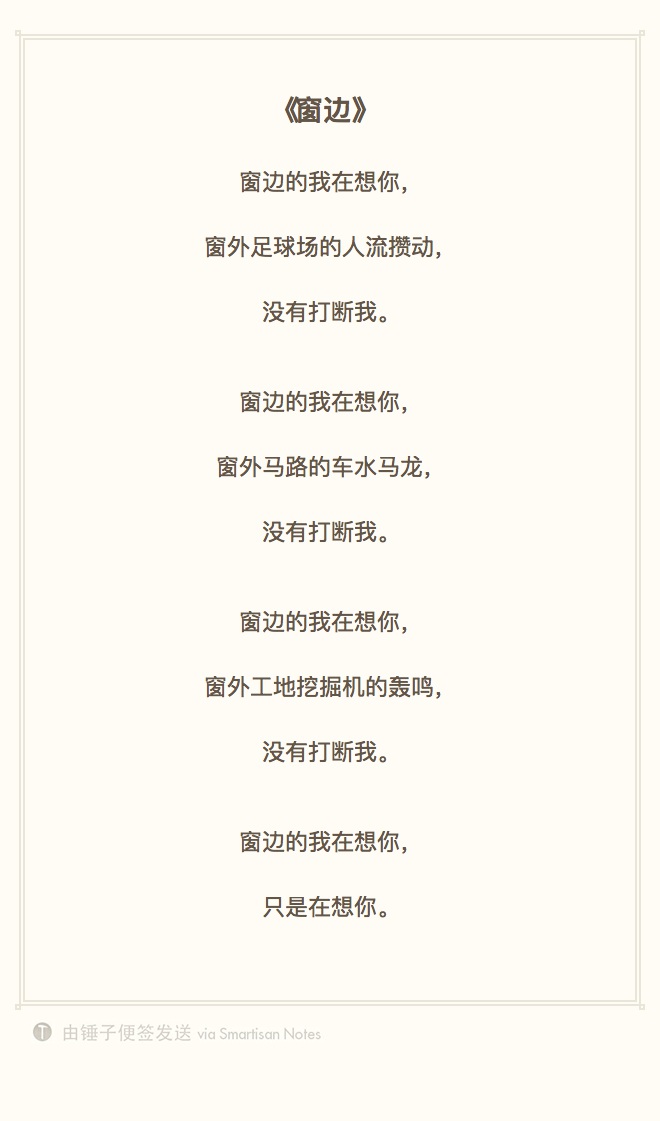 《窗边》
窗边的我在想你，
窗外足球场的人流攒动，
没有打断我。
窗边的我在想你，
窗外马路的车水马龙，
没有打断我。
窗边的我在想你，
窗外工地挖掘机的轰鸣，
没有打断我。
窗边的我在想你，
只是在想你。
T 由锤子便签发送 via Smartisan Notes